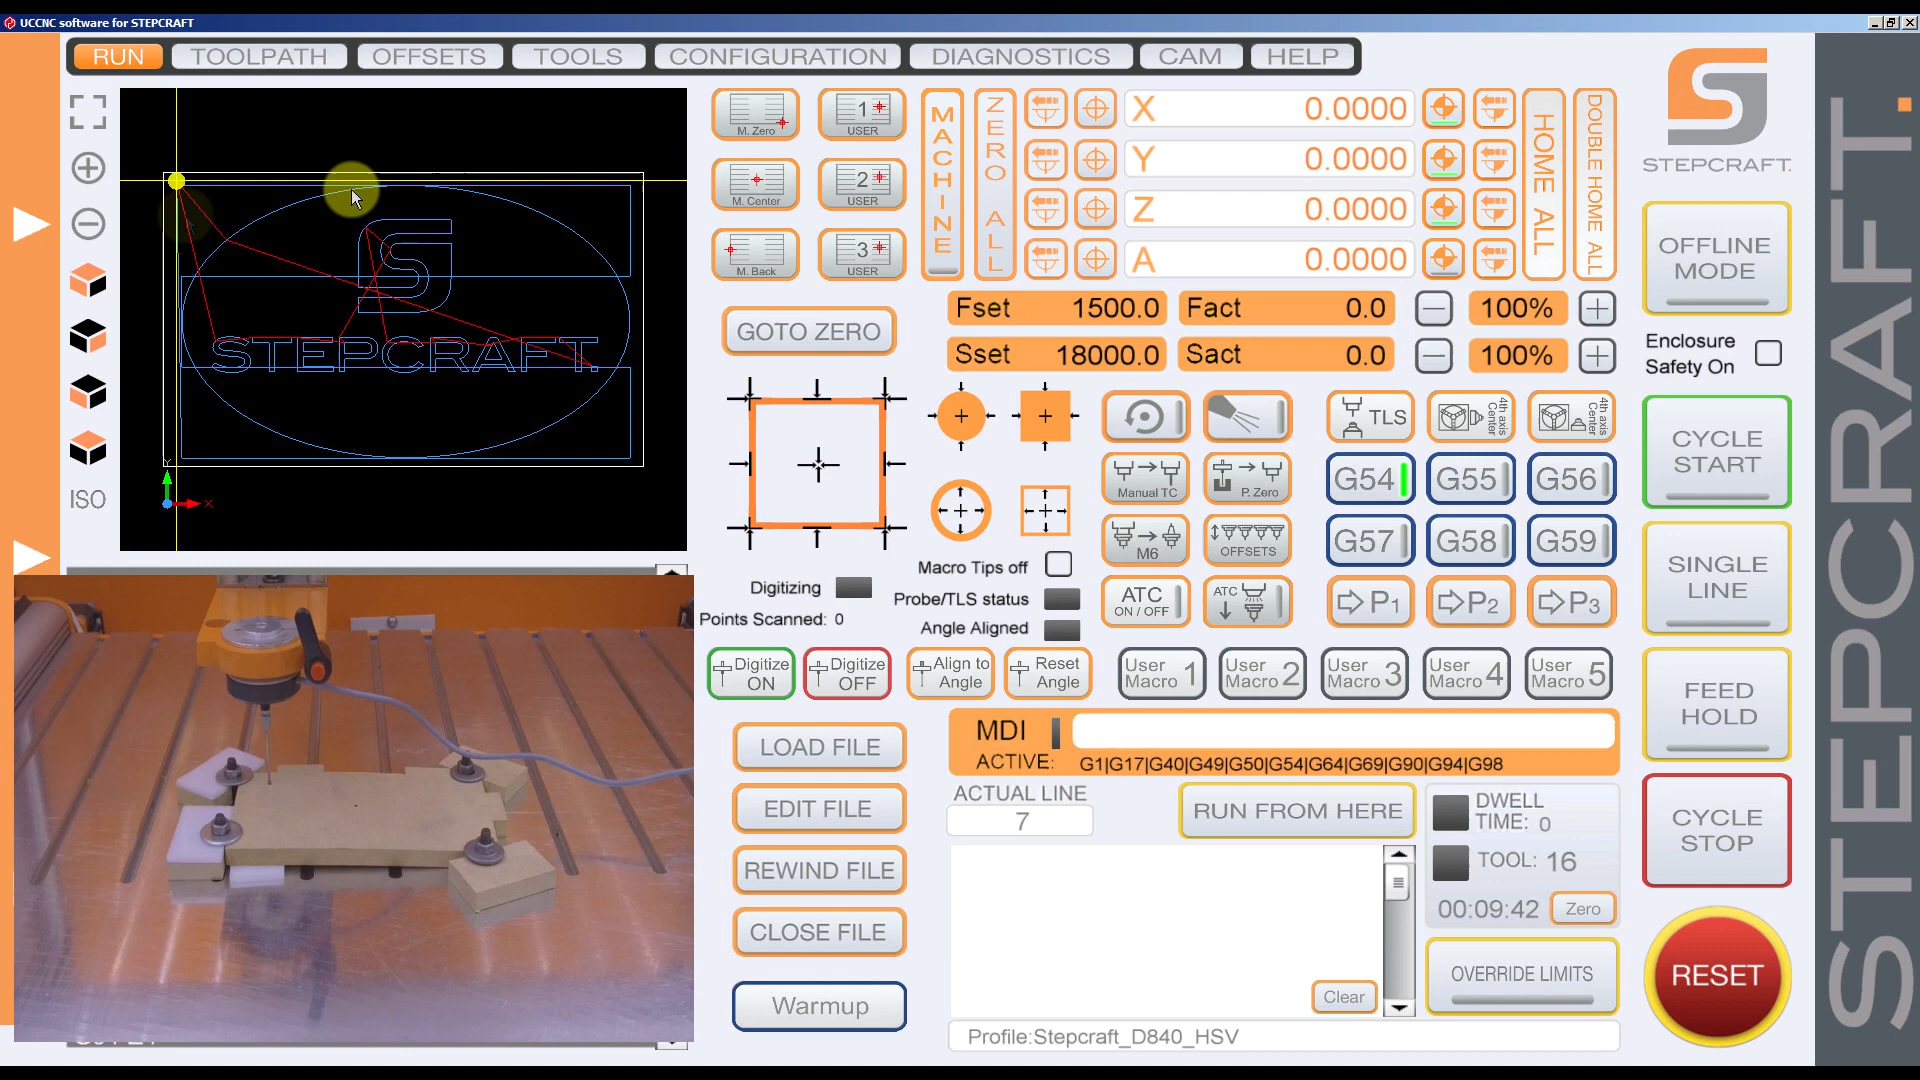 UCCNC software for STEPCRAFT
RUN TOOLPATH OFFSETS TOOLS CONFIGURATION DIAGNOSTICS CAM HELP
ISO
STEPCRAFT.
X
M. Zero
M. Center
M. Back
1 USER
2 USER
3 USER
MACHINE
ZERO ALL
X 0.0000
Y 0.0000
Z 0.0000
A 0.0000
HOME ALL
DOUBLE HOME ALL
GOTO ZERO
Fset 1500.0 Fact 0.0 100%
Sset 18000.0 Sact 0.0 100%
Manual TC
P. Zero
M6
OFFSETS
ATC ON / OFF
ATC
TLS
4th axis Center
4th axis Center
G54 G55 G56
G57 G58 G59
P1 P2 P3
Macro Tips off
Digitizing
Probe/TLS status
Points Scanned: 0
Angle Aligned
Digitize ON
Digitize OFF
Align to Angle
Reset Angle
User Macro 1
User Macro 2
User Macro 3
User Macro 4
User Macro 5
LOAD FILE
EDIT FILE
REWIND FILE
CLOSE FILE
Warmup
MDI
ACTIVE: G1|G17|G40|G49|G50|G54|G64|G69|G90|G94|G98
ACTUAL LINE
7
RUN FROM HERE
DWELL
TIME: 0
TOOL: 16
00:09:42 Zero
OVERRIDE LIMITS
Clear
Profile:Stepcraft_D840_HSV
STEPCRAFT.
OFFLINE
MODE
Enclosure
Safety On
CYCLE
START
SINGLE
LINE
FEED
HOLD
CYCLE
STOP
RESET
STEPCRAFT.